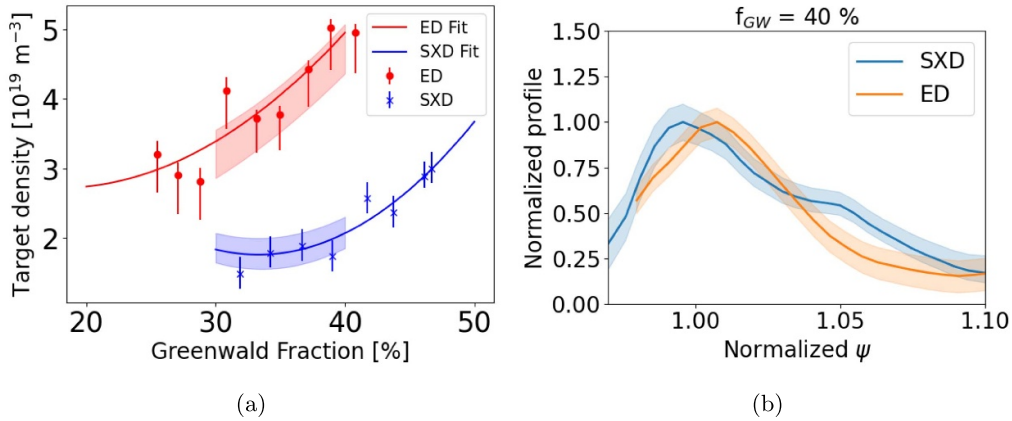 5
4
3
2
Target density [10^19 m^−3]
20
30
40
50
Greenwald Fraction [%]
ED Fit
SXD Fit
ED
SXD
(a)
f_GW = 40 %
1.50
1.25
1.00
0.75
0.50
0.25
0.00
Normalized profile
SXD
ED
1.00
1.05
1.10
Normalized ψ
(b)